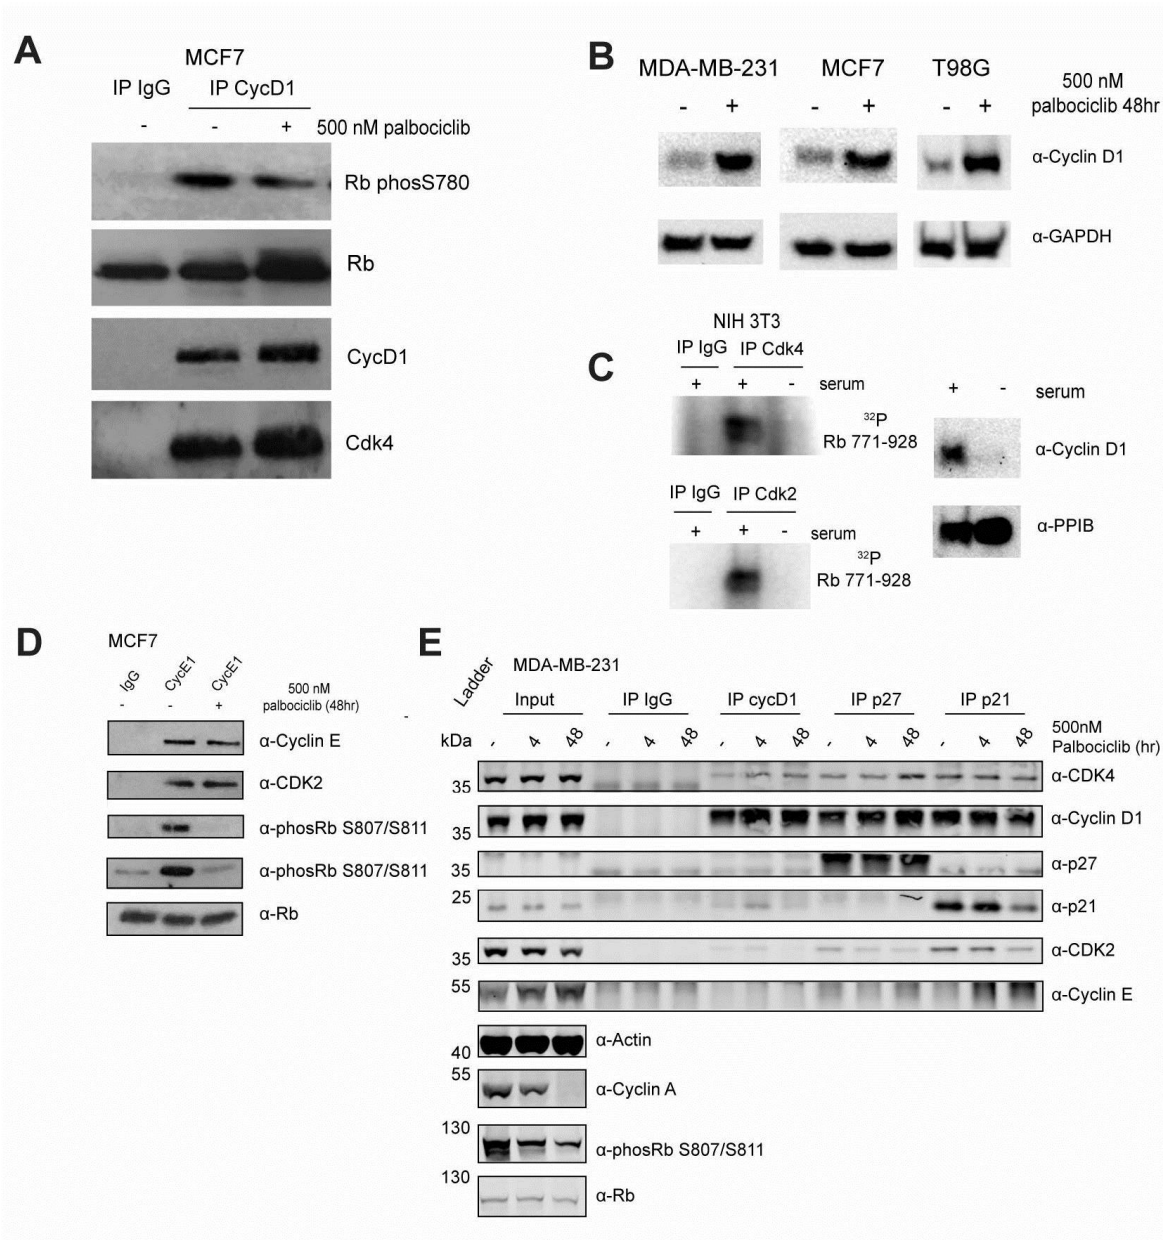 A
MCF7
IP IgG IP CycD1
- - + 500 nM palbociclib
Rb phosS780
Rb
CycD1
Cdk4
B
MDA-MB-231 MCF7 T98G 500 nM
- + - + - + palbociclib 48hr
α-Cyclin D1
α-GAPDH
C
NIH 3T3
IP IgG IP Cdk4
+ + - serum
32P
Rb 771-928
IP IgG IP Cdk2
+ + - serum
32P
Rb 771-928
+ - serum
α-Cyclin D1
α-PPIB
D
MCF7
IgG CycE1 CycE1 500 nM
- - + palbociclib (48hr)
α-Cyclin E
α-CDK2
α-phosRb S807/S811
α-phosRb S807/S811
α-Rb
-
E
Ladder MDA-MB-231
Input IP IgG IP cycD1 IP p27 IP p21
500nM
kDa - 4 48 - 4 48 - 4 48 - 4 48 - 4 48 Palbociclib (hr)
35 α-CDK4
35 α-Cyclin D1
35 α-p27
25 α-p21
35 α-CDK2
55 α-Cyclin E
40 α-Actin
55 α-Cyclin A
130 α-phosRb S807/S811
130 α-Rb